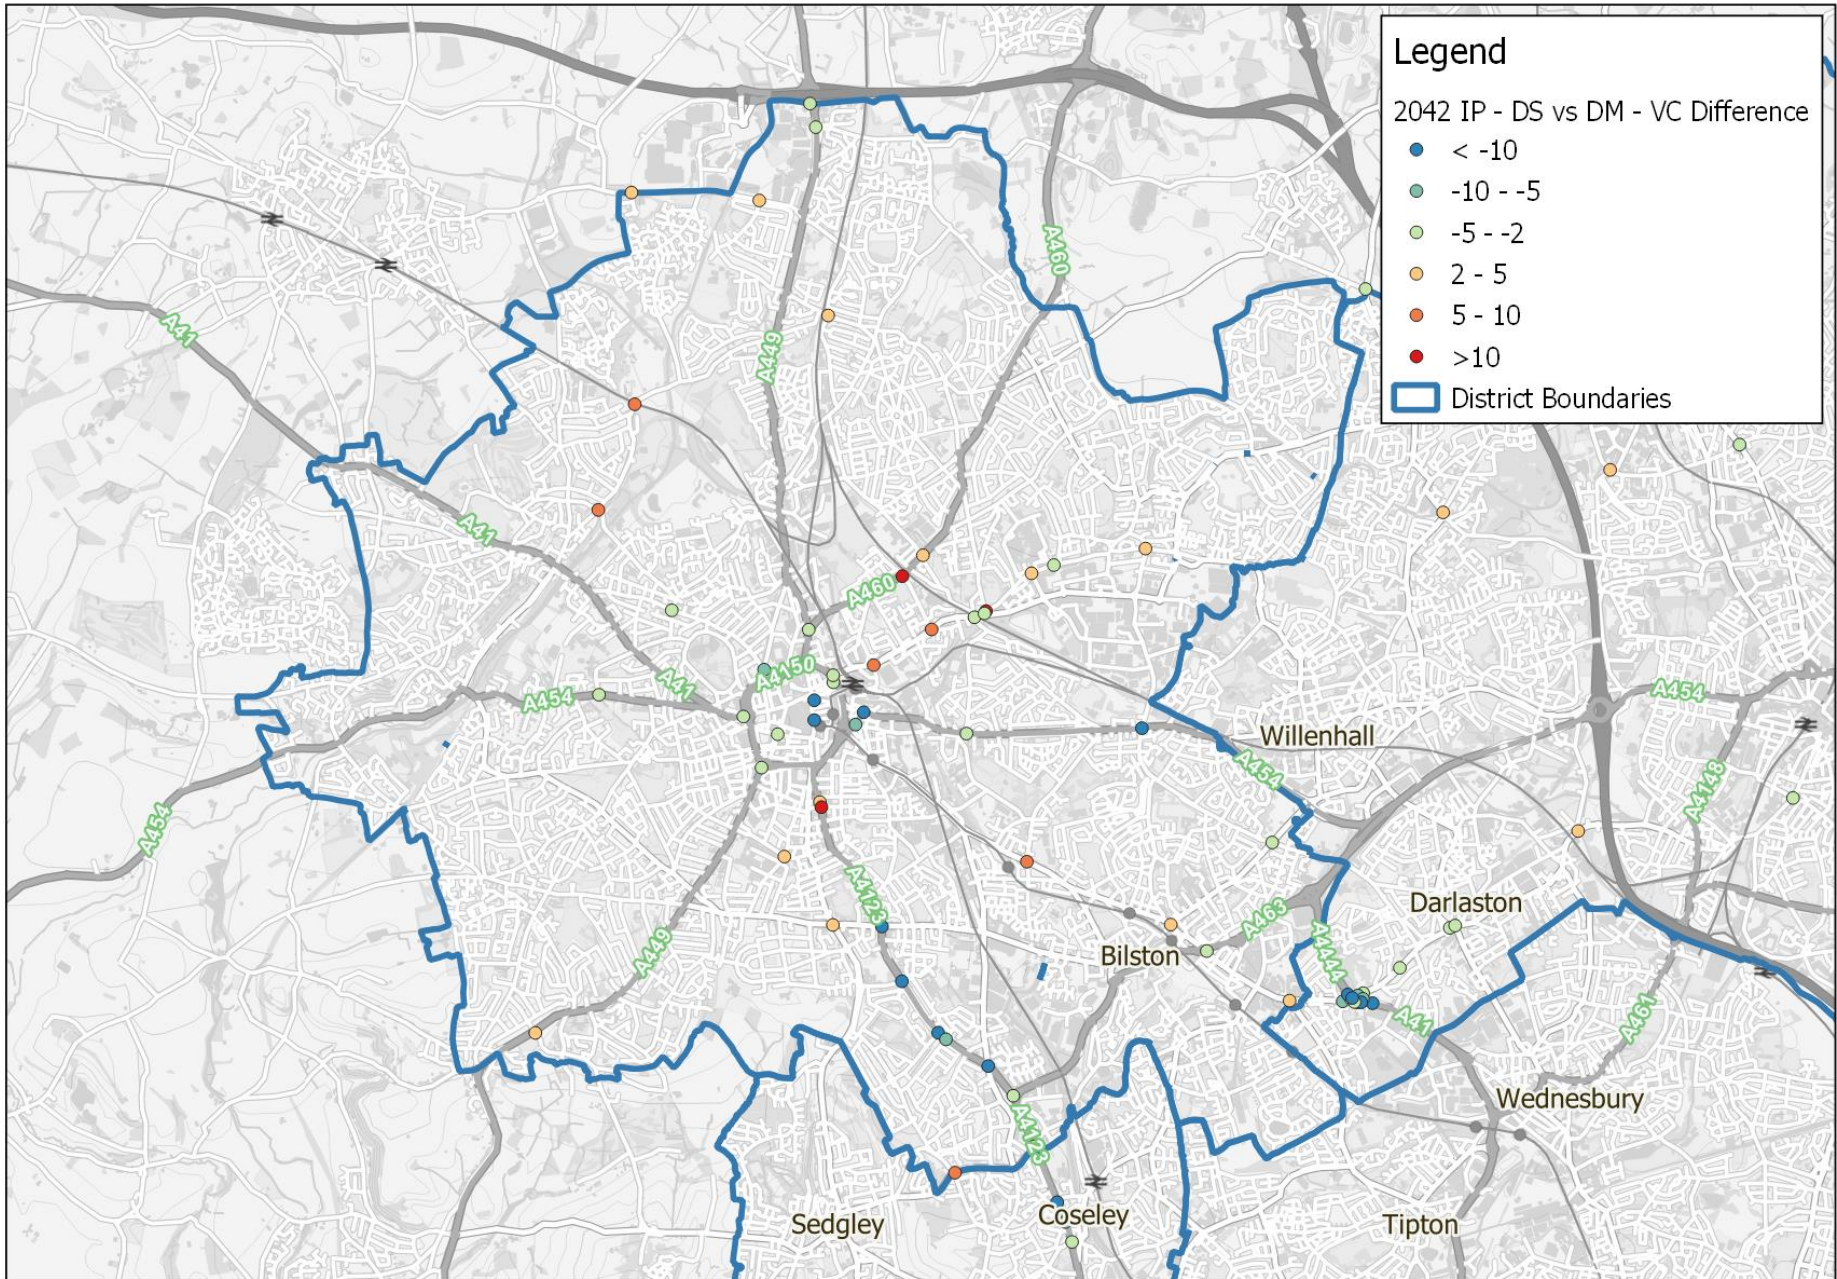 Legend
2042 IP - DS vs DM - VC Difference
< -10
-10 - -5
-5 - -2
2 - 5
5 - 10
>10
District Boundaries
A460
A41
A449
A41
A460
A4150
A41
A454
A454
Willenhall
A454
A4148
A454
A4123
A463
Darlaston
A449
Bilston
A4444
A41
A461
Wednesbury
A4123
Sedgley
Coseley
Tipton